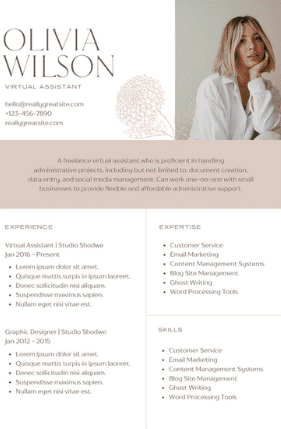 OLIVIA
WILSON
VIRTUAL ASSISTANT
hello@reallygreatsite.com
+123-456-7890
reallygreatsite.com
A freelance virtual assistant who is proficient in handling
administrative projects, including but not limited to: document creation,
data entry, and social media management. Can work one-on-one with small
businesses to provide flexible and affordable administrative support.
EXPERIENCE
Virtual Assistant | Studio Shodwe
Jan 2016 - Present
• Lorem ipsum dolor sit amet.
• Quisque mattis turpis in ipsum laoreet.
• Donec sollicitudin nisi aliquam.
• Suspendisse maximus sapien.
• Nullam eget nisi vitae est.
Graphic Designer | Studio Shodwe
Jan 2012 - 2015
• Lorem ipsum dolor sit amet.
• Quisque mattis turpis in ipsum laoreet.
• Donec sollicitudin nisi aliquam.
• Suspendisse maximus sapien.
• Nullam eget nisi vitae est.
EXPERTISE
• Customer Service
• Email Marketing
• Content Management Systems
• Blog Site Management
• Ghost Writing
• Word Processing Tools
SKILLS
• Customer Service
• Email Marketing
• Content Management Systems
• Blog Site Management
• Ghost Writing
• Word Processing Tools